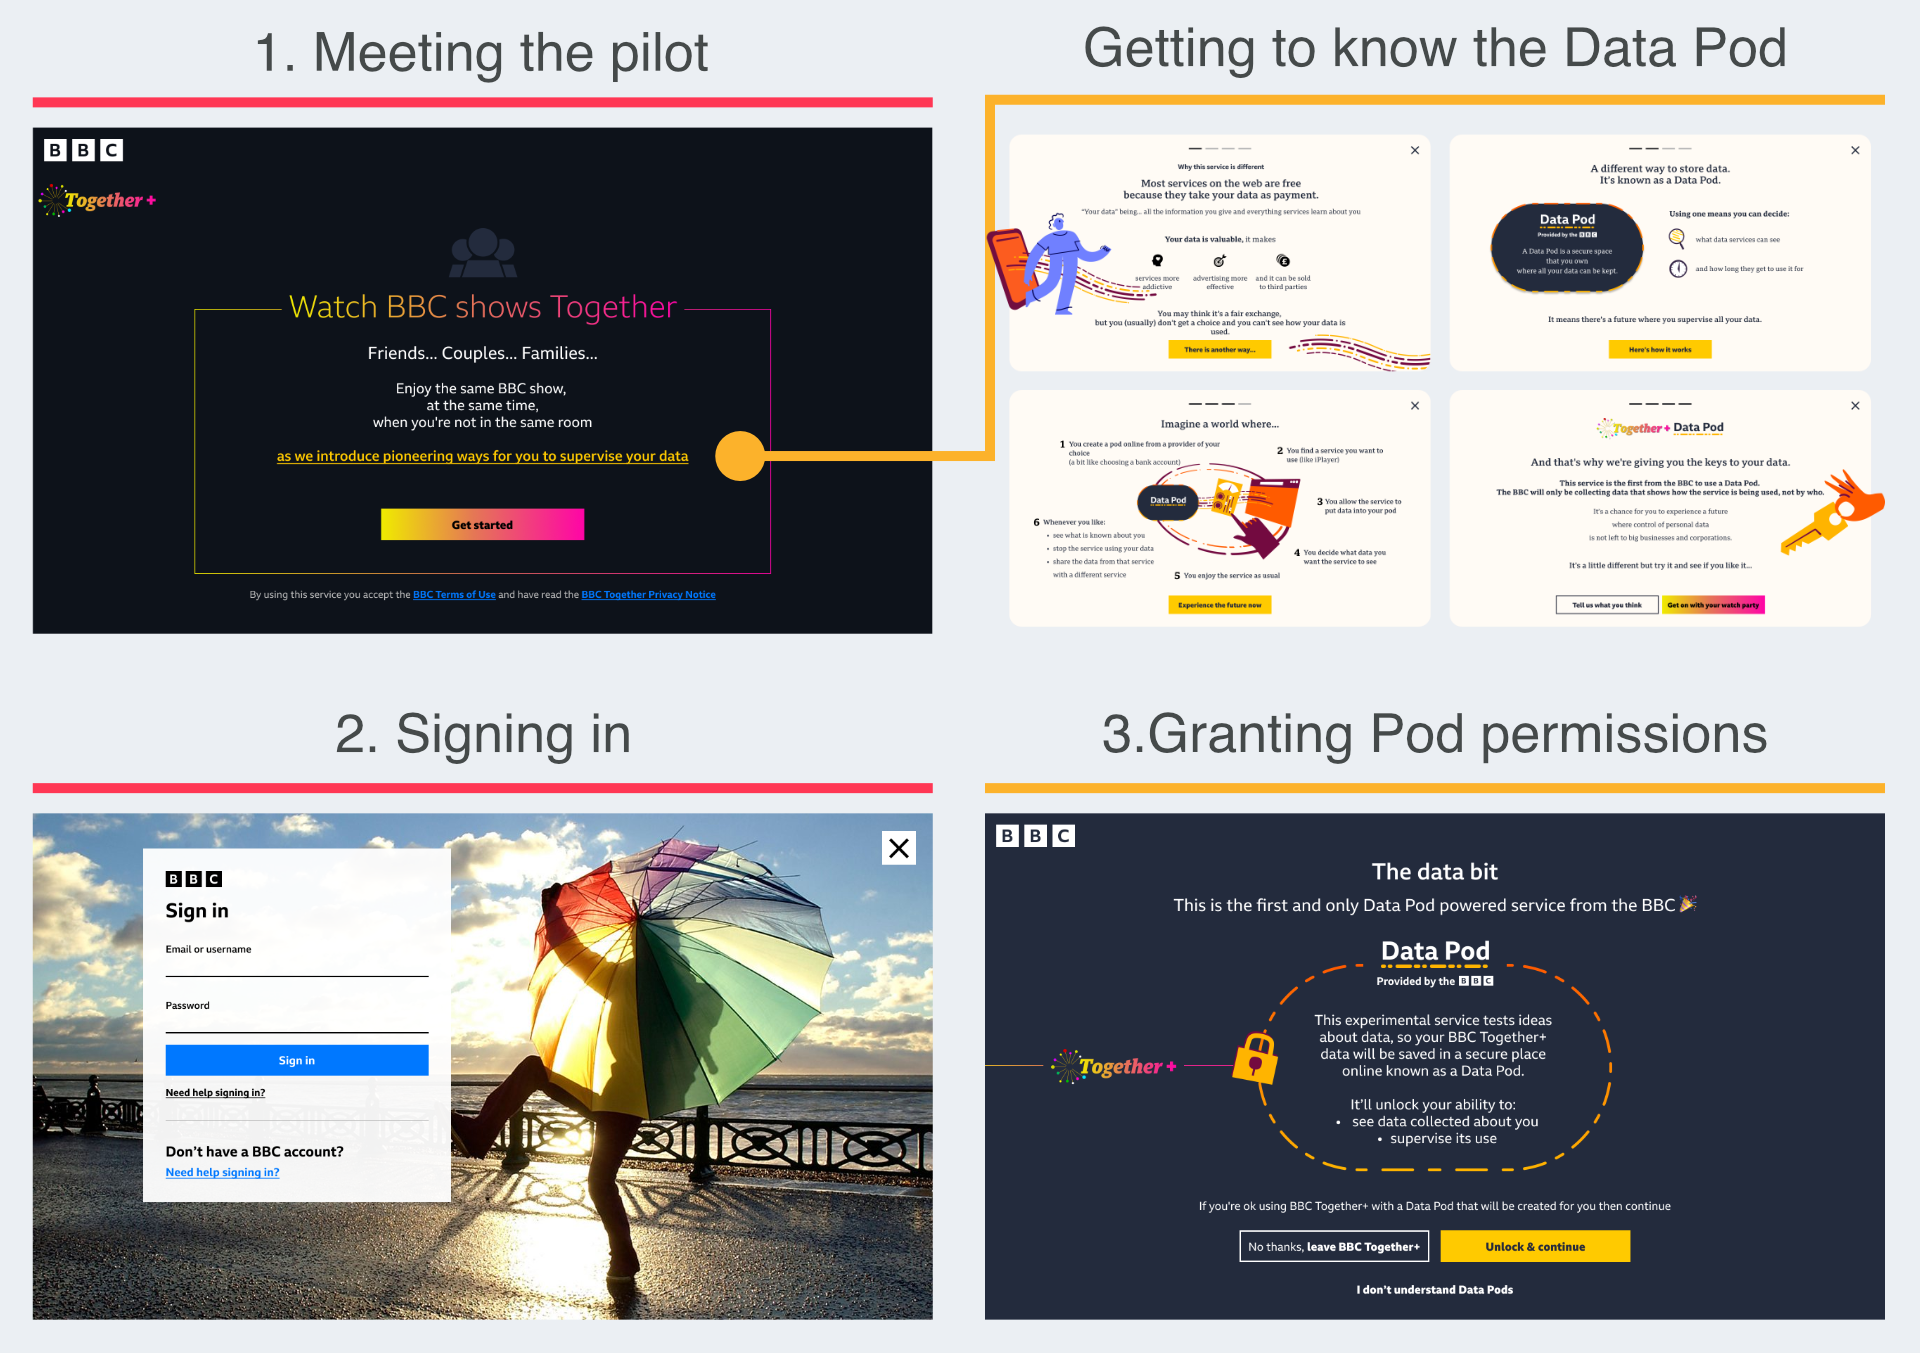 1. Meeting the pilot
BBC
Together +
Watch BBC shows Together
Friends... Couples... Families...
Enjoy the same BBC show,
at the same time,
when you're not in the same room
as we introduce pioneering ways for you to supervise your data
Get started
By using this service you accept the BBC Terms of Use and have read the BBC Together Privacy Notice
Getting to know the Data Pod
Why this service is different
Most services on the web are free
because they take your data as payment.
"Your data" being... all the information you give and everything services learn about you
Your data is valuable, it makes
services more
addictive
advertising more
effective
and it can be sold
to third parties
You may think it's a fair exchange,
but you (usually) don't get a choice and you can't see how your data is
used.
There is another way...
A different way to store data.
It's known as a Data Pod.
Data Pod
Provided by the BBC
A Data Pod is a secure space
that you own
where all your data can be kept.
Using one means you can decide:
what data services can see
and how long they get to use it for
It means there's a future where you supervise all your data.
Here's how it works
Imagine a world where...
1 You create a pod online from a provider of your
choice
(a bit like choosing a bank account)
2 You find a service you want to
use (like iPlayer)
Data Pod
3 You allow the service to
put data into your pod
4 You decide what data you
want the service to see
5 You enjoy the service as usual
6 Whenever you like:
• see what is known about you
• stop the service using your data
• share the data from that service
with a different service
Experience the future now
Together + Data Pod
And that's why we're giving you the keys to your data.
This service is the first from the BBC to use a Data Pod.
The BBC will only be collecting data that shows how the service is being used, not by who.
It's a chance for you to experience a future
where control of personal data
is not left to big businesses and corporations.
It's a little different but try it and see if you like it...
Tell us what you think
Get on with your watch party
2. Signing in
BBC
Sign in
Email or username
Password
Sign in
Need help signing in?
Don't have a BBC account?
Need help signing in?
3.Granting Pod permissions
BBC
The data bit
This is the first and only Data Pod powered service from the BBC 🎉
Data Pod
Provided by the BBC
Together +
This experimental service tests ideas
about data, so your BBC Together+
data will be saved in a secure place
online known as a Data Pod.
It'll unlock your ability to:
• see data collected about you
• supervise its use
If you're ok using BBC Together+ with a Data Pod that will be created for you then continue
No thanks, leave BBC Together+
Unlock & continue
I don't understand Data Pods